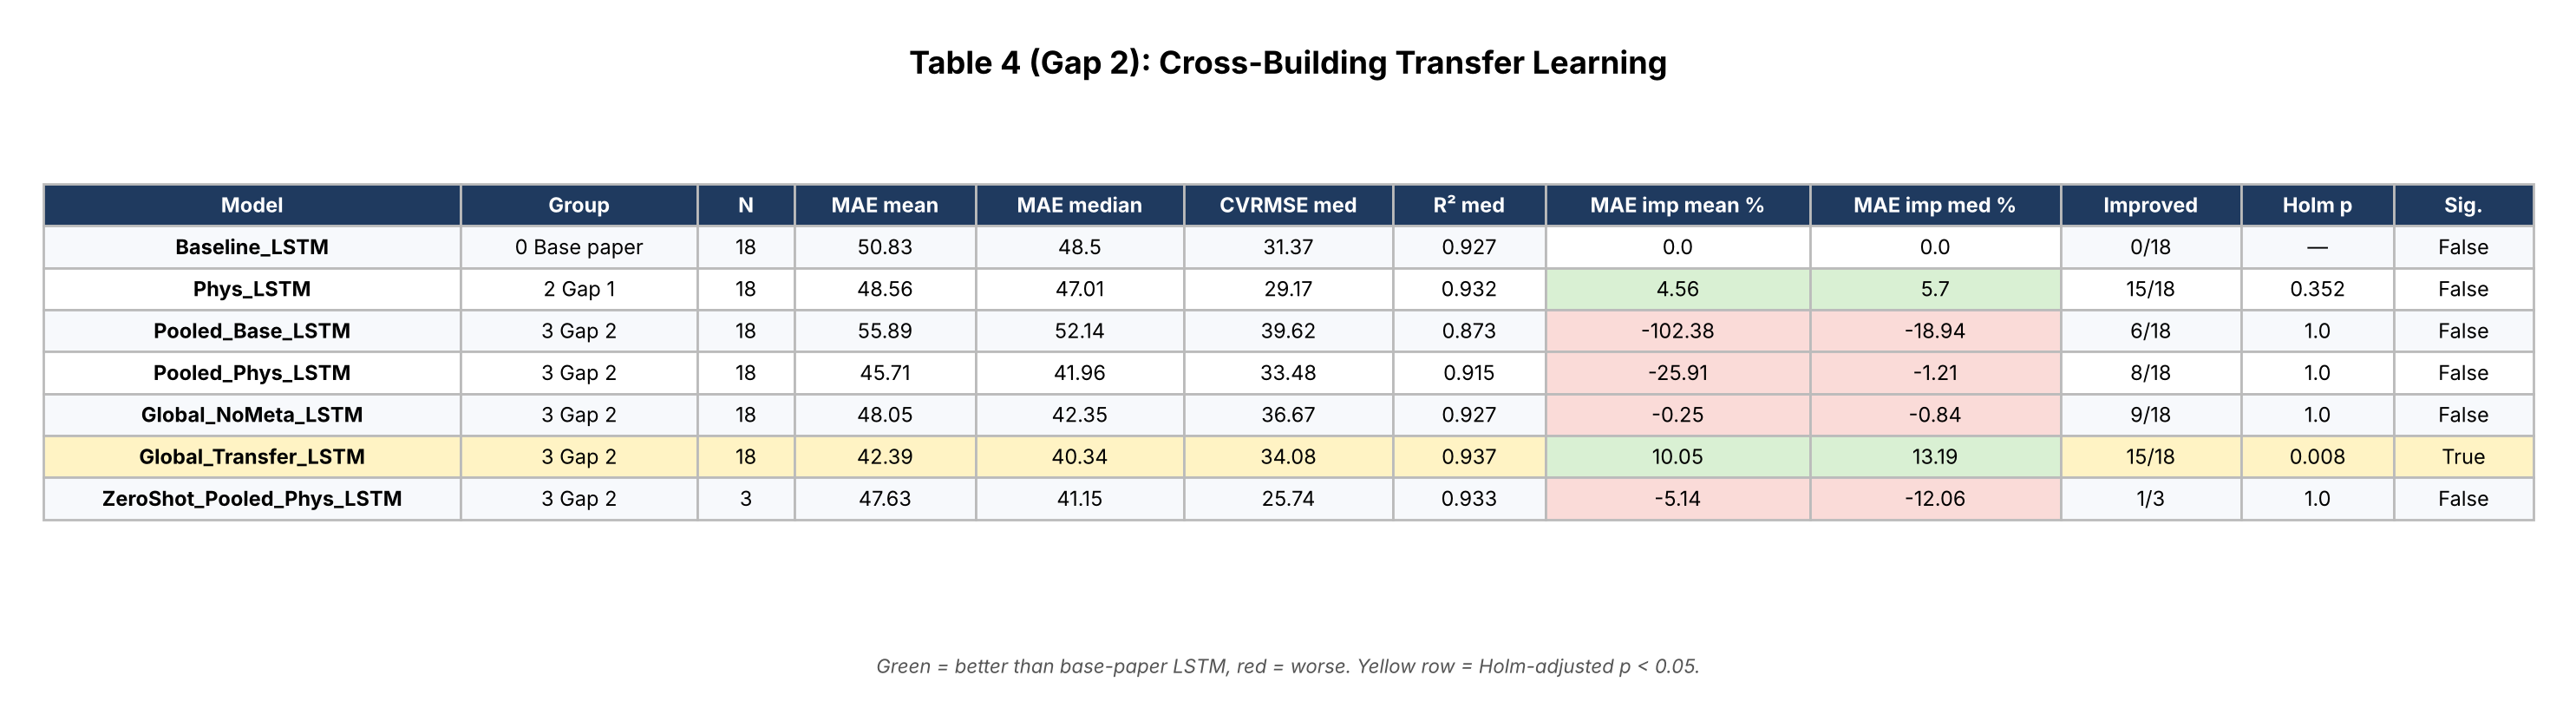 Table 4 (Gap 2): Cross-Building Transfer Learning
Model Group N MAE mean MAE median CVRMSE med R² med MAE imp mean % MAE imp med % Improved Holm p Sig.
Baseline_LSTM 0 Base paper 18 50.83 48.5 31.37 0.927 0.0 0.0 0/18 — False
Phys_LSTM 2 Gap 1 18 48.56 47.01 29.17 0.932 4.56 5.7 15/18 0.352 False
Pooled_Base_LSTM 3 Gap 2 18 55.89 52.14 39.62 0.873 -102.38 -18.94 6/18 1.0 False
Pooled_Phys_LSTM 3 Gap 2 18 45.71 41.96 33.48 0.915 -25.91 -1.21 8/18 1.0 False
Global_NoMeta_LSTM 3 Gap 2 18 48.05 42.35 36.67 0.927 -0.25 -0.84 9/18 1.0 False
Global_Transfer_LSTM 3 Gap 2 18 42.39 40.34 34.08 0.937 10.05 13.19 15/18 0.008 True
ZeroShot_Pooled_Phys_LSTM 3 Gap 2 3 47.63 41.15 25.74 0.933 -5.14 -12.06 1/3 1.0 False
Green = better than base-paper LSTM, red = worse. Yellow row = Holm-adjusted p < 0.05.